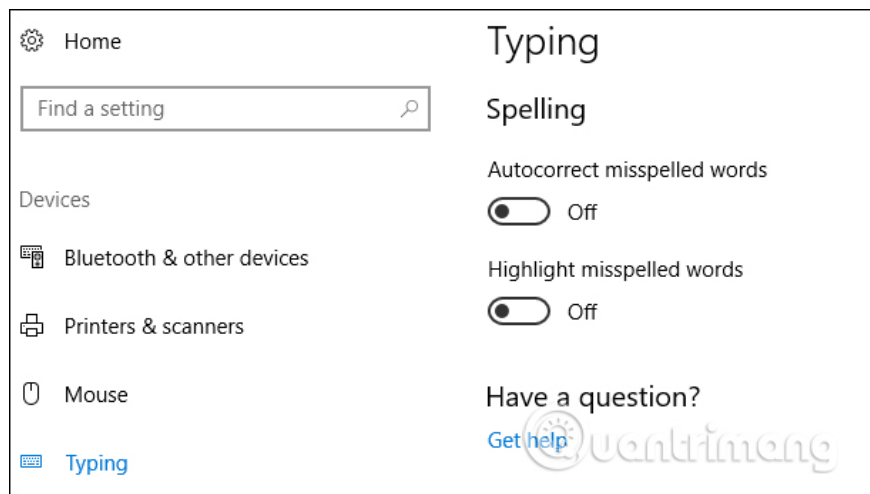 Home
Find a setting
Devices
Bluetooth & other devices
Printers & scanners
Mouse
Typing
Typing
Spelling
Autocorrect misspelled words
Off
Highlight misspelled words
Off
Have a question?
Get help
Quantrimang